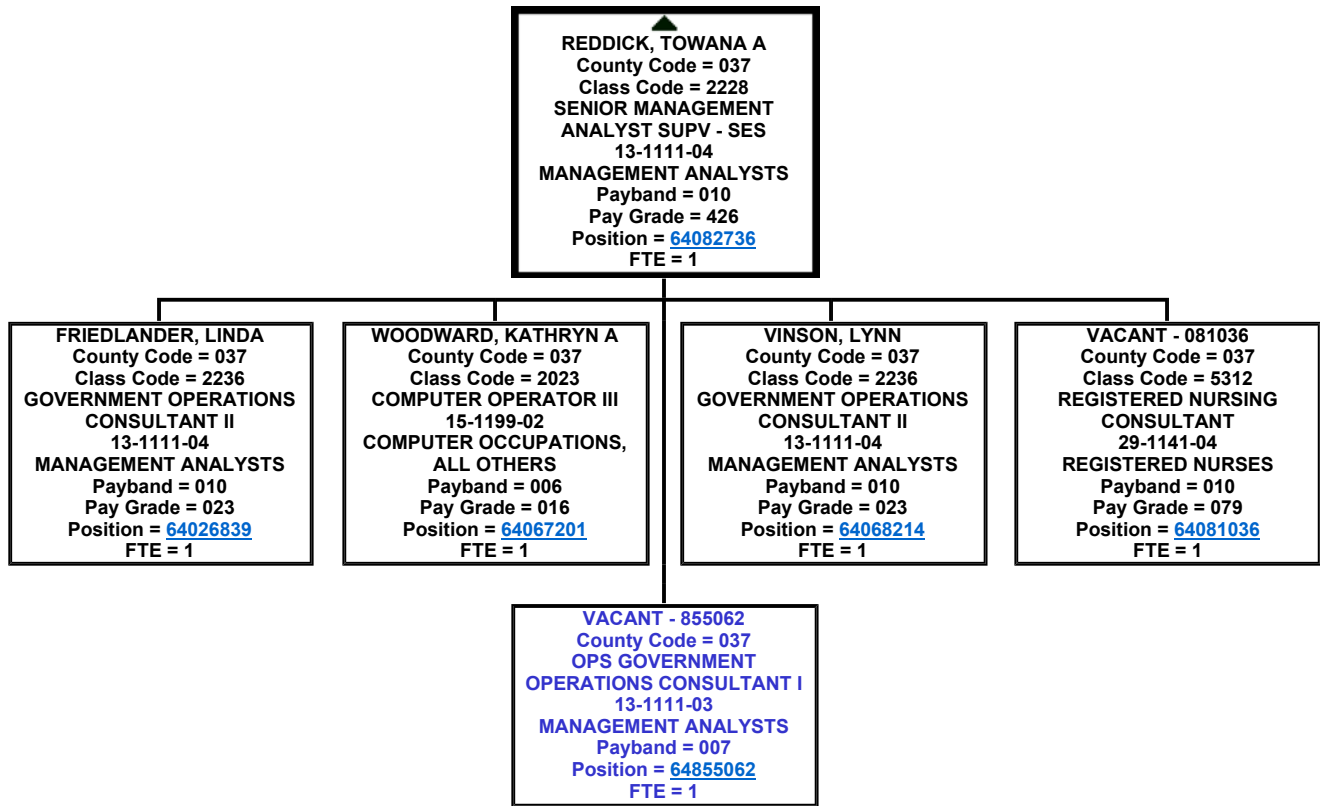 REDDICK, TOWANA A
County Code = 037
Class Code = 2228
SENIOR MANAGEMENT
ANALYST SUPV - SES
13-1111-04
MANAGEMENT ANALYSTS
Payband = 010
Pay Grade = 426
Position = 64082736
FTE = 1
FRIEDLANDER, LINDA
County Code = 037
Class Code = 2236
GOVERNMENT OPERATIONS
CONSULTANT II
13-1111-04
MANAGEMENT ANALYSTS
Payband = 010
Pay Grade = 023
Position = 64026839
FTE = 1
WOODWARD, KATHRYN A
County Code = 037
Class Code = 2023
COMPUTER OPERATOR III
15-1199-02
COMPUTER OCCUPATIONS,
ALL OTHERS
Payband = 006
Pay Grade = 016
Position = 64067201
FTE = 1
VINSON, LYNN
County Code = 037
Class Code = 2236
GOVERNMENT OPERATIONS
CONSULTANT II
13-1111-04
MANAGEMENT ANALYSTS
Payband = 010
Pay Grade = 023
Position = 64068214
FTE = 1
VACANT - 081036
County Code = 037
Class Code = 5312
REGISTERED NURSING
CONSULTANT
29-1141-04
REGISTERED NURSES
Payband = 010
Pay Grade = 079
Position = 64081036
FTE = 1
VACANT - 855062
County Code = 037
OPS GOVERNMENT
OPERATIONS CONSULTANT I
13-1111-03
MANAGEMENT ANALYSTS
Payband = 007
Position = 64855062
FTE = 1